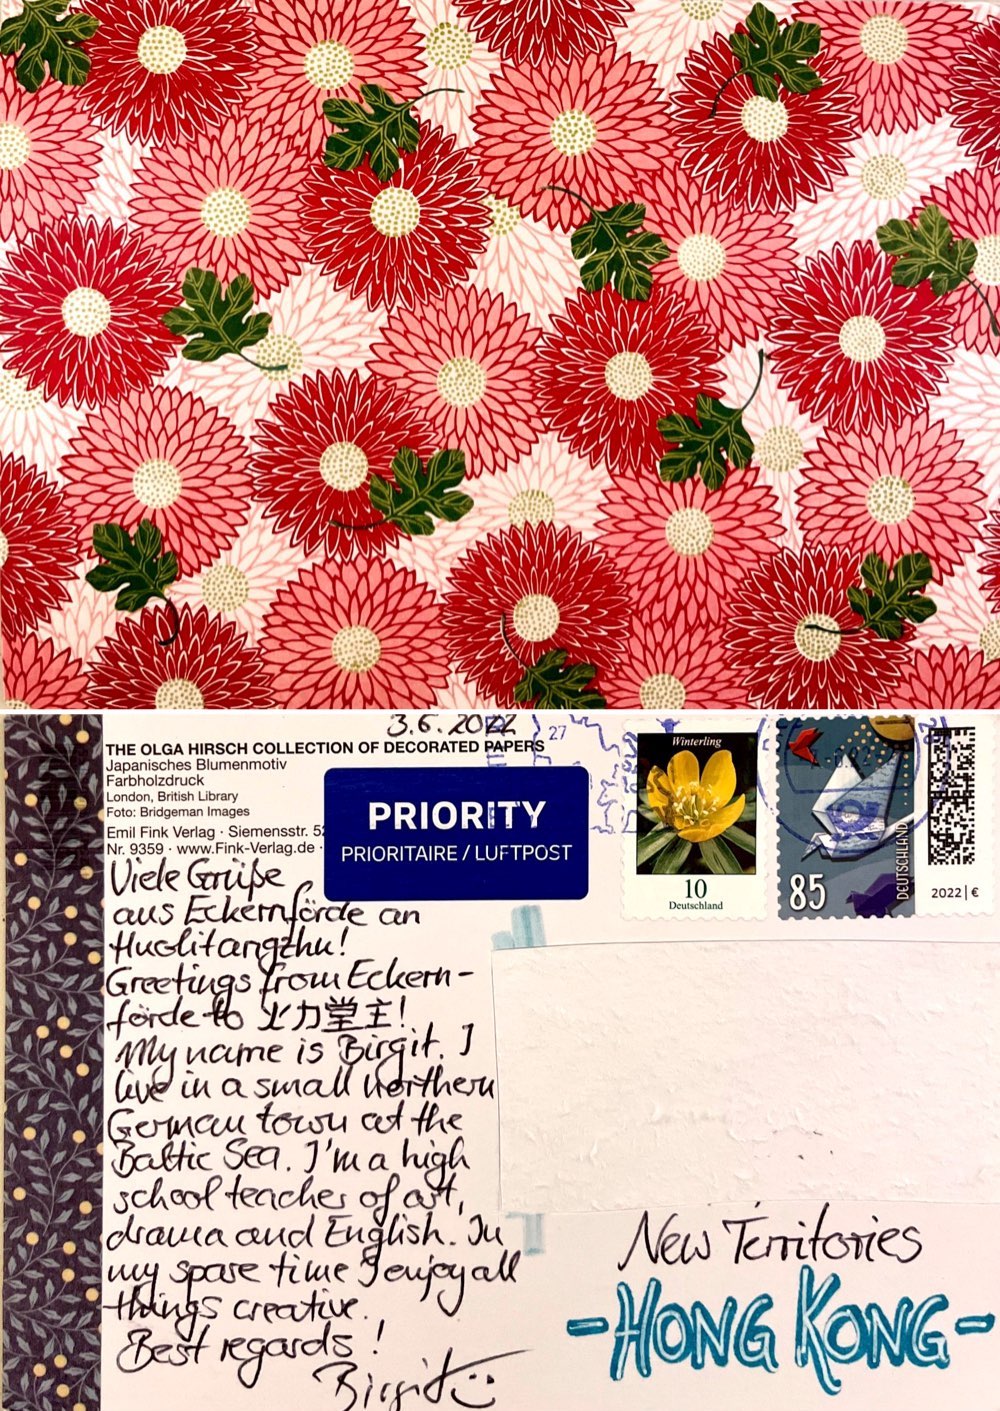 3.6.2022
THE OLGA HIRSCH COLLECTION OF DECORATED PAPERS
Japanisches Blumenmotiv
Farbholzdruck
London, British Library
Foto: Bridgeman Images
Emil Fink Verlag · Siemensstr. 52
Nr. 9359 · www.Fink-Verlag.de ·
PRIORITY
PRIORITAIRE / LUFTPOST
27
Winterling
10
Deutschland
85
DEUTSCHLAND
2022 | €
Viele Grüße
aus Eckernförde an
Huolitangzhu!
Greetings from Eckern-
förde to 火力堂主!
My name is Birgit. I
live in a small northern
German town at the
Baltic Sea. I'm a high
school teacher of art,
drama and English. In
my spare time I enjoy all
things creative.
Best regards!
Birgit
New Territories
-HONG KONG-